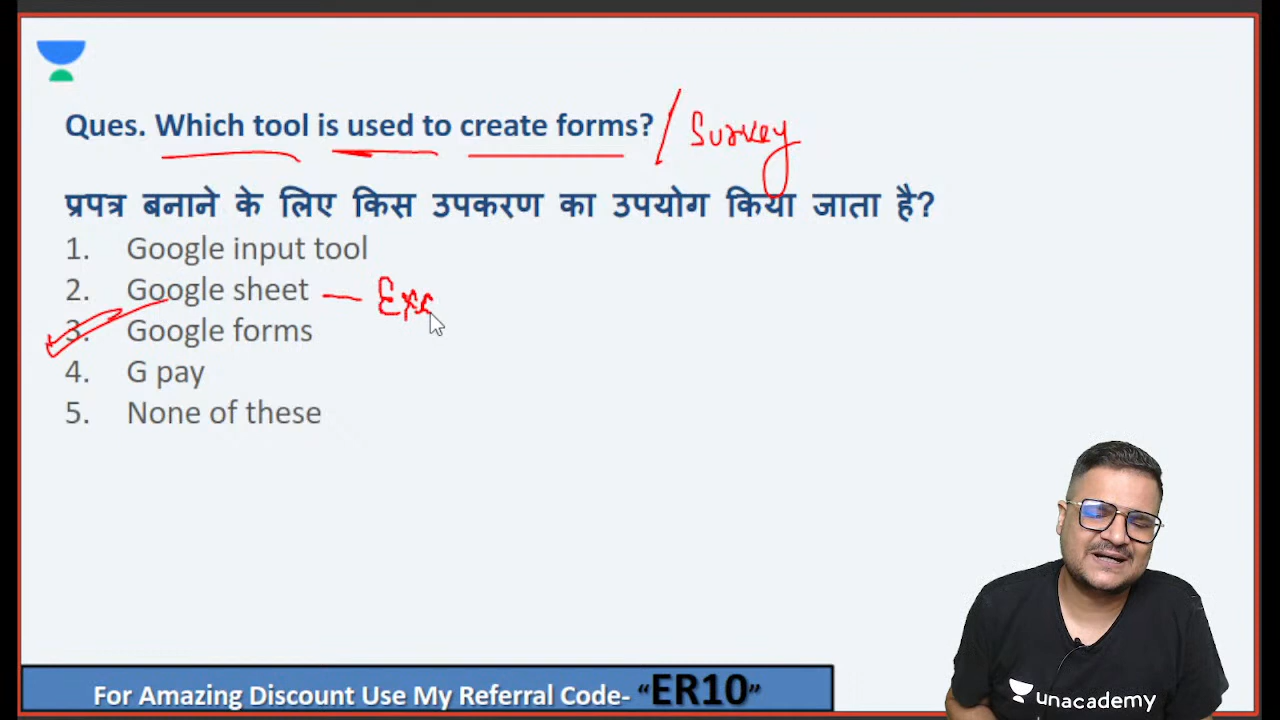 Ques. Which tool is used to create forms? / Survey
प्रपत्र बनाने के लिए किस उपकरण का उपयोग किया जाता है?
1. Google input tool
2. Google sheet — Exc
3. Google forms
4. G pay
5. None of these
unacademy
For Amazing Discount Use My Referral Code- “ER10”